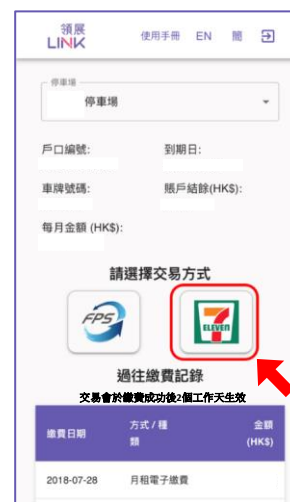 領展
LINK
使用手冊 EN 簡
停車場
停車場
戶口編號: 到期日:
車牌號碼: 賬戶結餘(HK$):
每月金額 (HK$):
請選擇交易方式
FPS
7
ELEVEn
過往繳費記錄
交易會於繳費成功後2個工作天生效
繳費日期 方式 / 種類 金額 (HK$)
2018-07-28 月租電子繳費